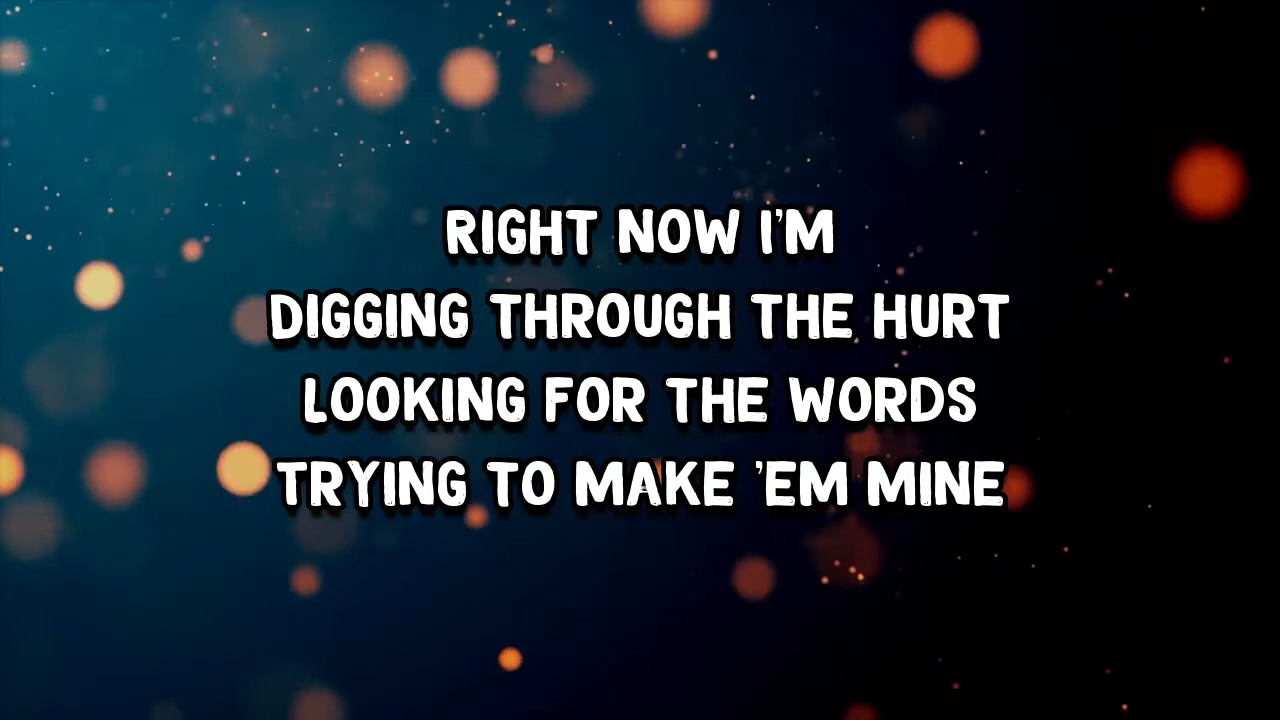 RIGHT NOW I'M
DIGGING THROUGH THE HURT
LOOKING FOR THE WORDS
TRYING TO MAKE 'EM MINE